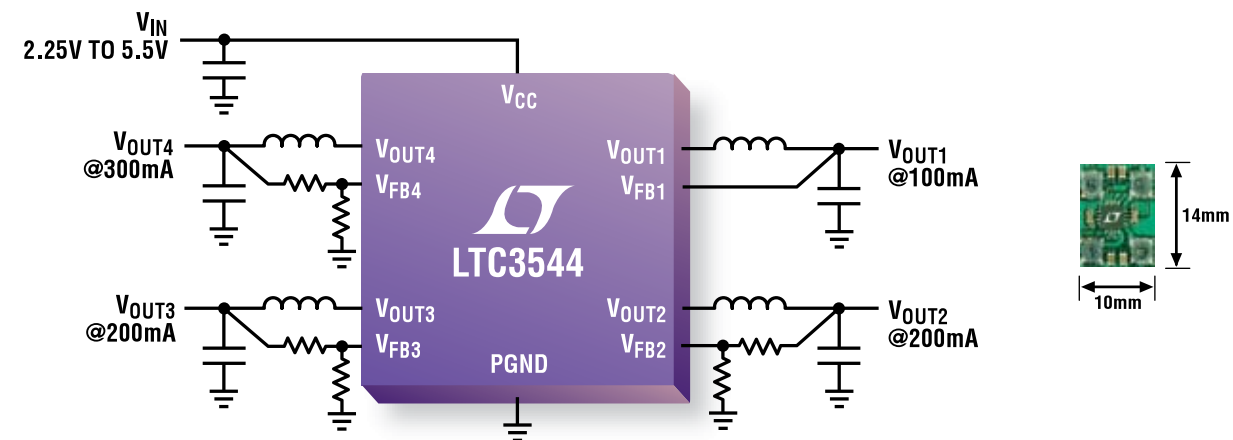 VIN
2.25V TO 5.5V
VCC
VOUT4
@300mA
VOUT4
VFB4
VOUT1
VFB1
VOUT1
@100mA
LTC3544
VOUT3
@200mA
VOUT3
VFB3
VOUT2
VFB2
VOUT2
@200mA
PGND
14mm
10mm